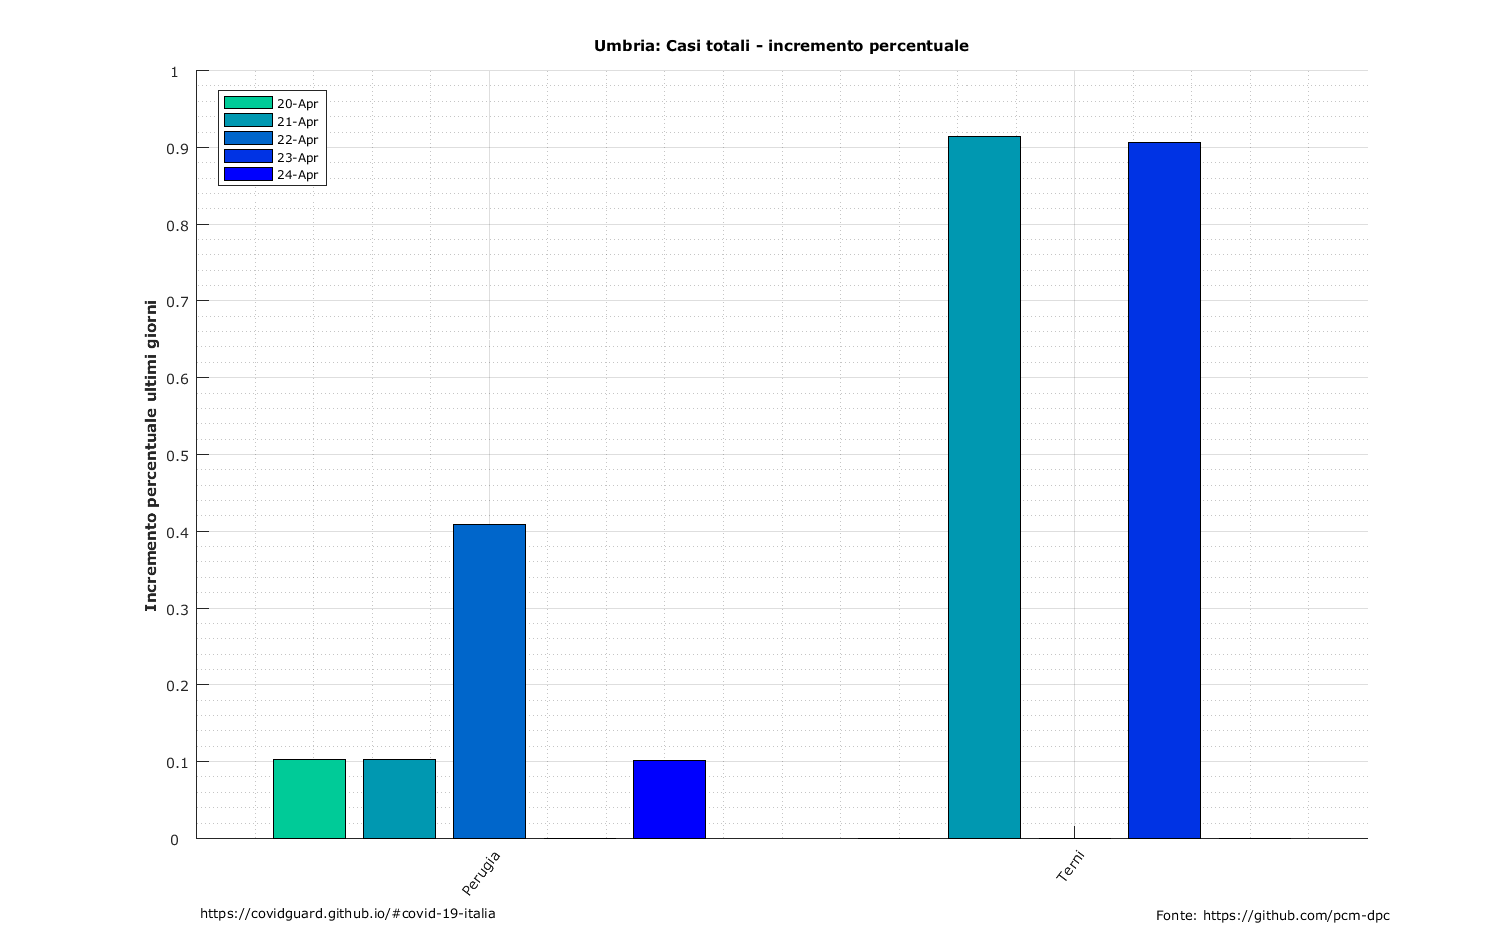 Umbria: Casi totali - incremento percentuale
1
0.9
0.8
0.7
0.6
0.5
0.4
0.3
0.2
0.1
0
Incremento percentuale ultimi giorni
20-Apr
21-Apr
22-Apr
23-Apr
24-Apr
Perugia
Terni
https://covidguard.github.io/#covid-19-italia
Fonte: https://github.com/pcm-dpc